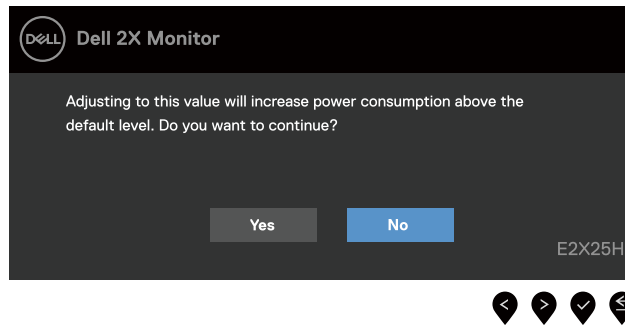 DELL Dell 2X Monitor
Adjusting to this value will increase power consumption above the
default level. Do you want to continue?
Yes No
E2X25H